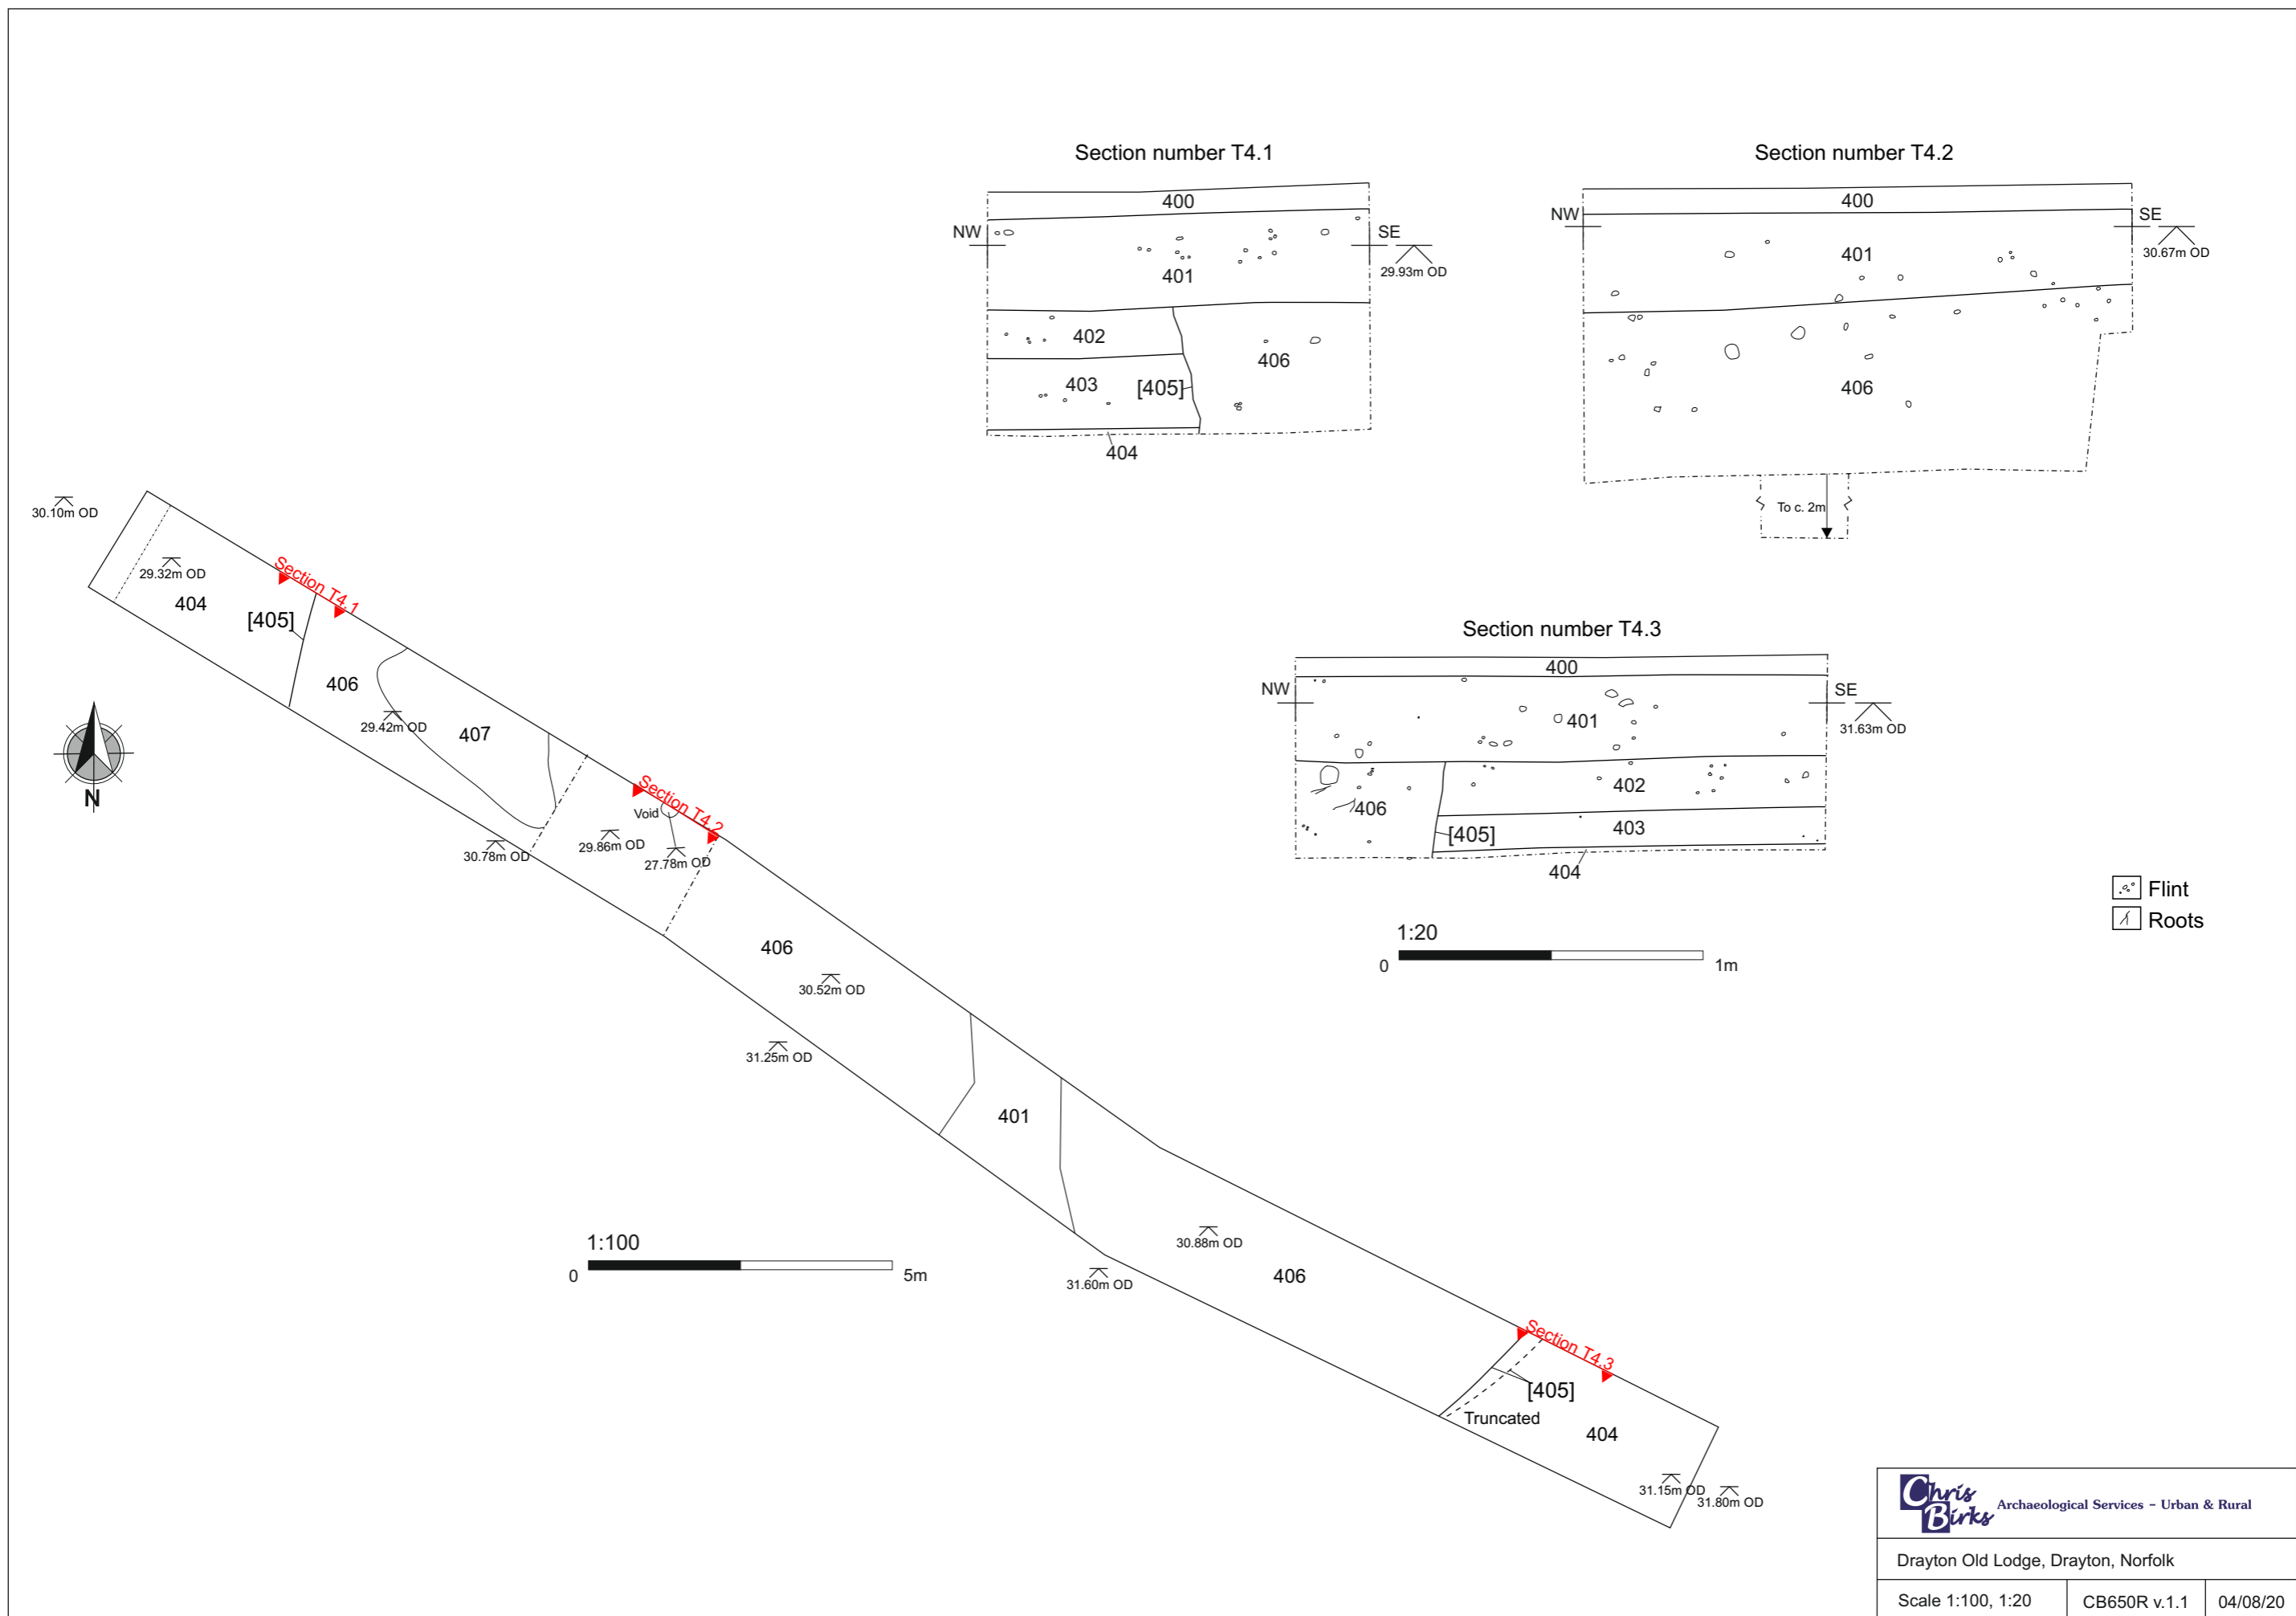 Section number T4.1
400
NW
SE
401
29.93m OD
402
406
403
[405]
404
Section number T4.2
400
NW
SE
401
30.67m OD
406
To c. 2m
Section number T4.3
400
NW
SE
401
31.63m OD
402
406
403
[405]
404
Flint
Roots
1:20
0
1m
30.10m OD
29.32m OD
404
Section T4.1
[405]
406
29.42m OD
407
N
Section T4.2
Void
29.86m OD
27.78m OD
30.78m OD
406
30.52m OD
31.25m OD
401
1:100
0
5m
30.88m OD
406
31.60m OD
Section T4.3
[405]
Truncated
404
31.15m OD
31.80m OD
Chris
Birks
Archaeological Services - Urban & Rural
Drayton Old Lodge, Drayton, Norfolk
Scale 1:100, 1:20
CB650R v.1.1
04/08/20